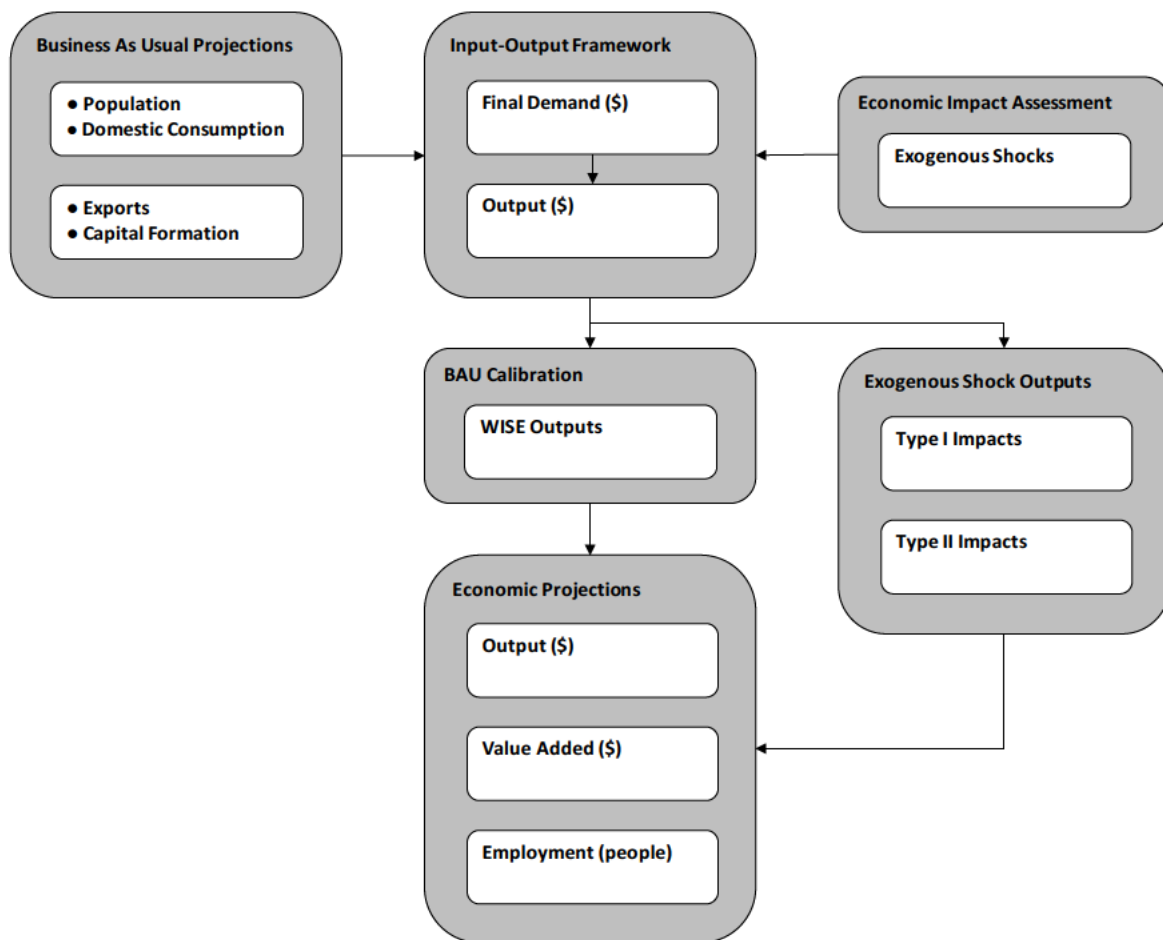 Business As Usual Projections
● Population
● Domestic Consumption
● Exports
● Capital Formation
Input-Output Framework
Final Demand ($)
Output ($)
Economic Impact Assessment
Exogenous Shocks
BAU Calibration
WISE Outputs
Exogenous Shock Outputs
Type I Impacts
Type II Impacts
Economic Projections
Output ($)
Value Added ($)
Employment (people)